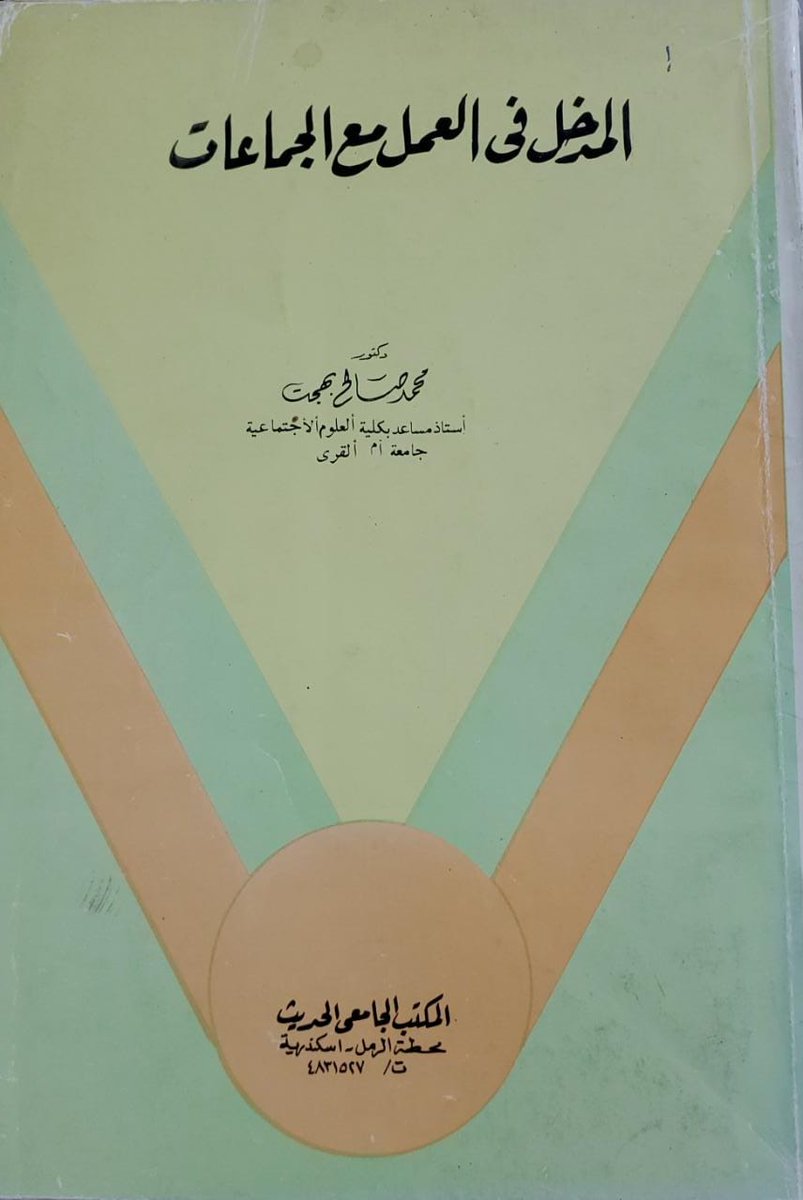 المدخل فى العمل مع الجماعات
دكتور
محمد صالح بهجت
أستاذ مساعد بكلية العلوم الأجتماعية
جامعة أم القرى
المكتب الجامعى الحديث
محطة الرمل - اسكندرية
ت/ ٤٨٣١٥٢٧